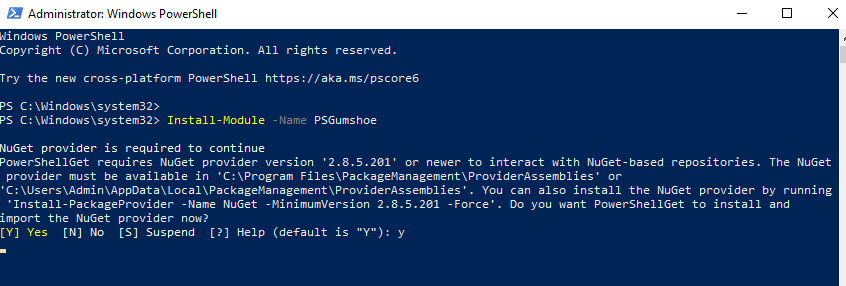 Administrator: Windows PowerShell
Windows PowerShell
Copyright (C) Microsoft Corporation. All rights reserved.
Try the new cross-platform PowerShell https://aka.ms/pscore6
PS C:\Windows\system32>
PS C:\Windows\system32> Install-Module -Name PSGumshoe
NuGet provider is required to continue
PowerShellGet requires NuGet provider version '2.8.5.201' or newer to interact with NuGet-based repositories. The NuGet
provider must be available in 'C:\Program Files\PackageManagement\ProviderAssemblies' or
'C:\Users\Admin\AppData\Local\PackageManagement\ProviderAssemblies'. You can also install the NuGet provider by running
'Install-PackageProvider -Name NuGet -MinimumVersion 2.8.5.201 -Force'. Do you want PowerShellGet to install and
import the NuGet provider now?
[Y] Yes  [N] No  [S] Suspend  [?] Help (default is "Y"): y